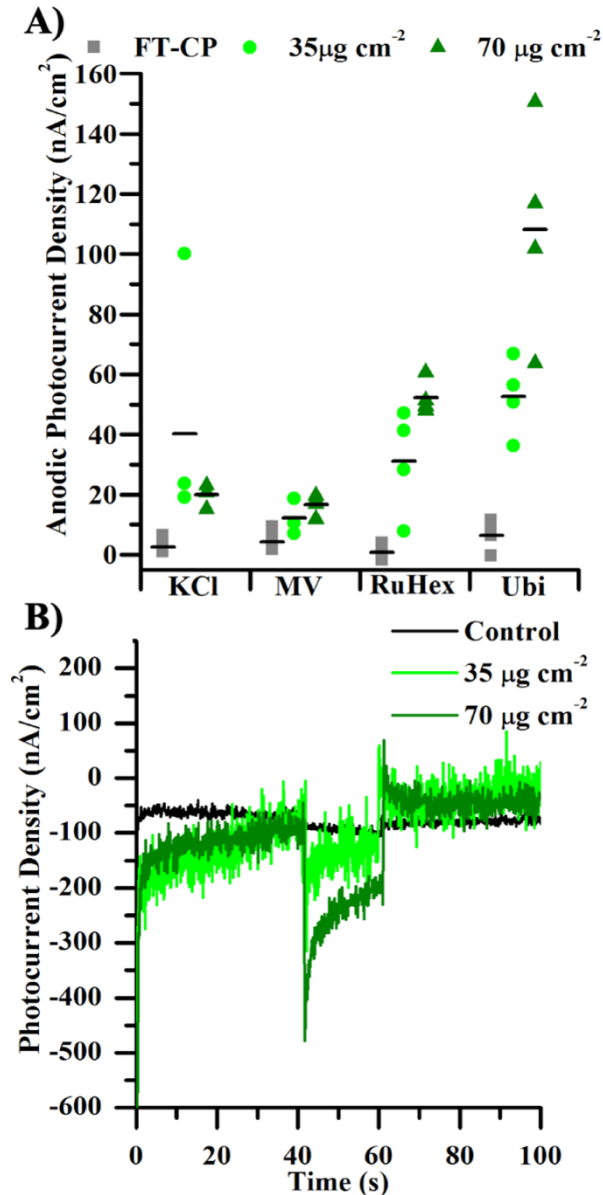 A)
FT-CP 35μg cm-2 70 μg cm-2
Anodic Photocurrent Density (nA/cm2)
160
140
120
100
80
60
40
20
0
KCl MV RuHex Ubi
B)
Control
35 μg cm-2
70 μg cm-2
Photocurrent Density (nA/cm2)
200
100
0
-100
-200
-300
-400
-500
-600
0 20 40 60 80 100
Time (s)